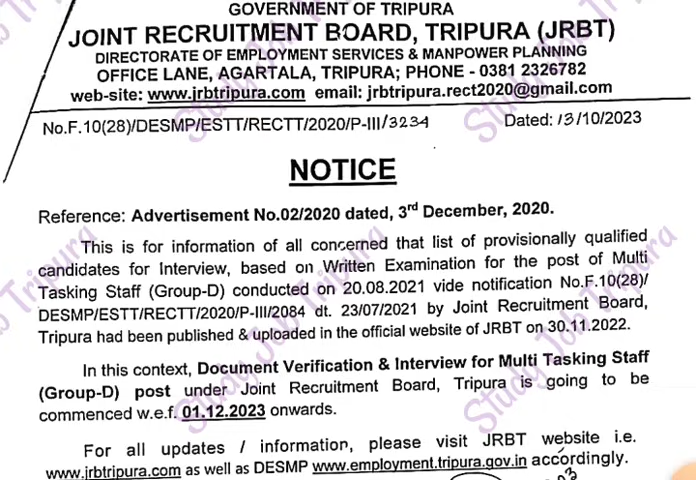 GOVERNMENT OF TRIPURA
JOINT RECRUITMENT BOARD, TRIPURA (JRBT)
DIRECTORATE OF EMPLOYMENT SERVICES & MANPOWER PLANNING
OFFICE LANE, AGARTALA, TRIPURA; PHONE - 0381 2326782
web-site: www.jrbtripura.com email: jrbtripura.rect2020@gmail.com
No.F.10(28)/DESMP/ESTT/RECTT/2020/P-III/3234 Dated: 13/10/2023
NOTICE
Reference: Advertisement No.02/2020 dated, 3rd December, 2020.
This is for information of all concerned that list of provisionally qualified
candidates for Interview, based on Written Examination for the post of Multi
Tasking Staff (Group-D) conducted on 20.08.2021 vide notification No.F.10(28)/
DESMP/ESTT/RECTT/2020/P-III/2084 dt. 23/07/2021 by Joint Recruitment Board,
Tripura had been published & uploaded in the official website of JRBT on 30.11.2022.
In this context, Document Verification & Interview for Multi Tasking Staff
(Group-D) post under Joint Recruitment Board, Tripura is going to be
commenced w.e.f. 01.12.2023 onwards.
For all updates / information, please visit JRBT website i.e.
www.jrbtripura.com as well as DESMP www.employment.tripura.gov.in accordingly.
Study Job Tripura